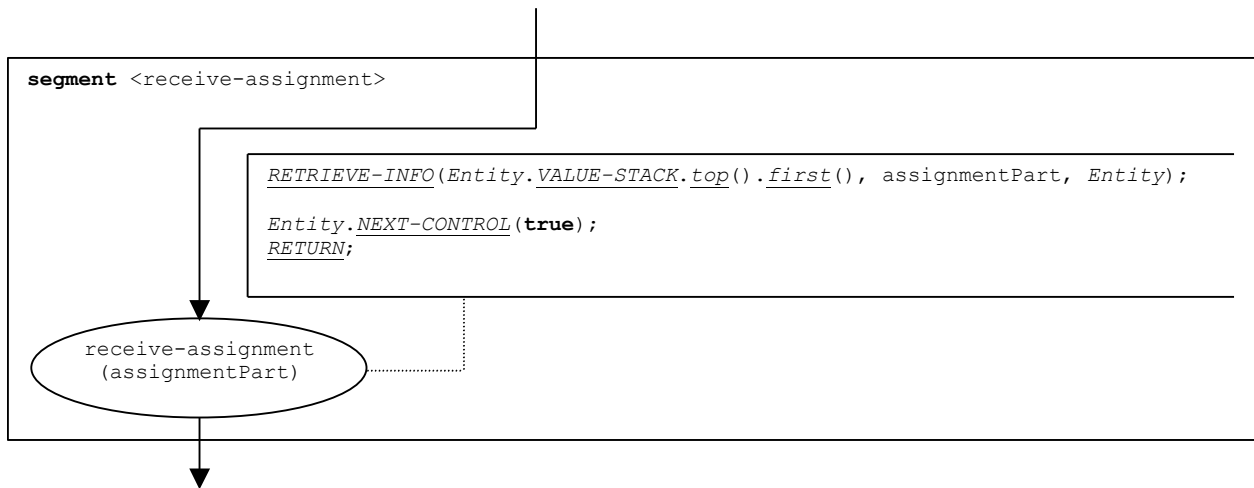 segment <receive-assignment>
RETRIEVE-INFO(Entity.VALUE-STACK.top().first(), assignmentPart, Entity);
Entity.NEXT-CONTROL(true);
RETURN;
receive-assignment
(assignmentPart)